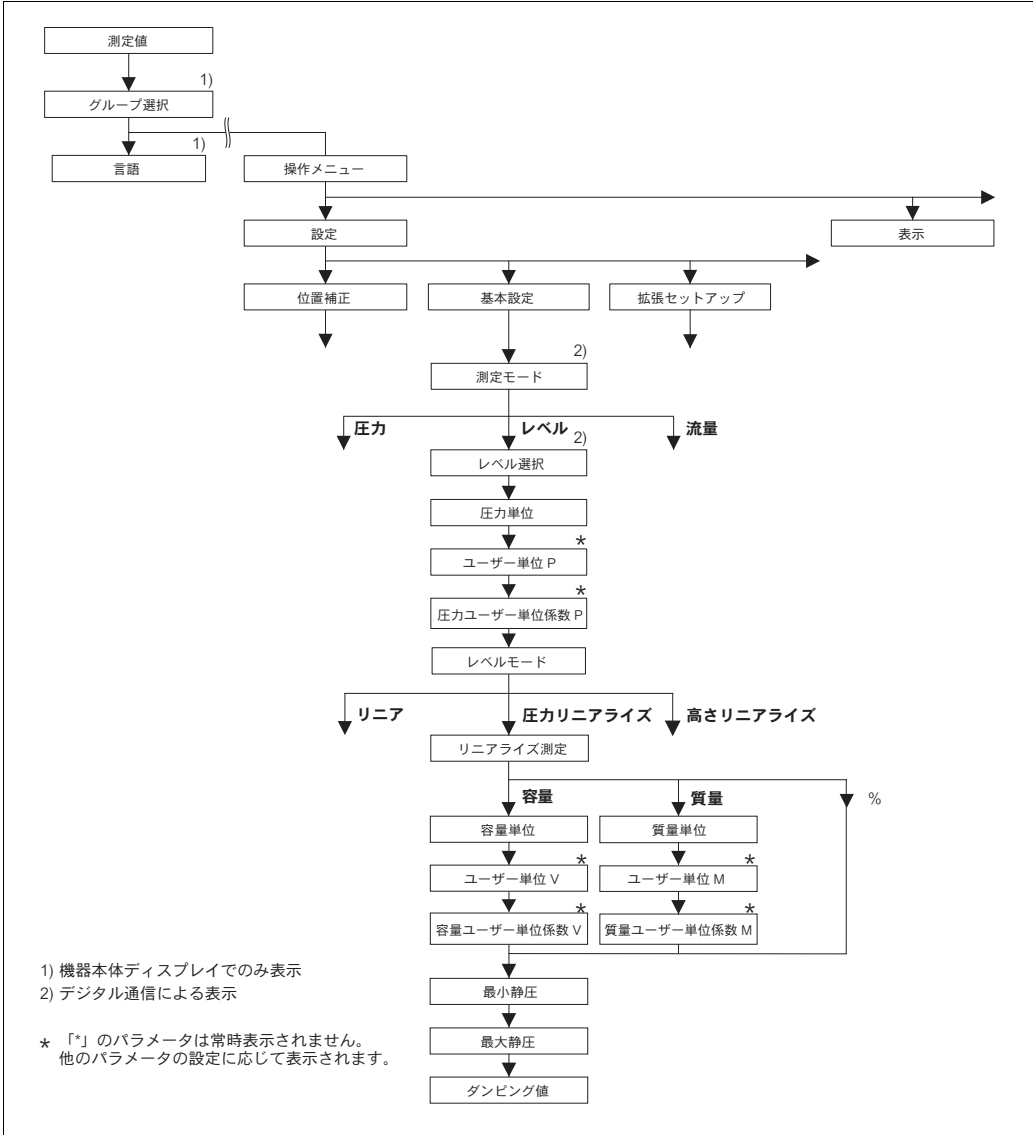 測定値
1)
グループ選択
1)
言語
操作メニュー
設定
表示
位置補正
基本設定
拡張セットアップ
2)
測定モード
圧力
レベル
流量
2)
レベル選択
圧力単位
*
ユーザー単位 P
*
圧力ユーザー単位係数 P
レベルモード
リニア
圧力リニアライズ
高さリニアライズ
リニアライズ測定
容量
質量
%
容量単位
質量単位
*
*
ユーザー単位 V
ユーザー単位 M
*
*
容量ユーザー単位係数 V
質量ユーザー単位係数 M
最小静圧
最大静圧
ダンピング値
1) 機器本体ディスプレイでのみ表示
2) デジタル通信による表示
* 「*」のパラメータは常時表示されません。
他のパラメータの設定に応じて表示されます。